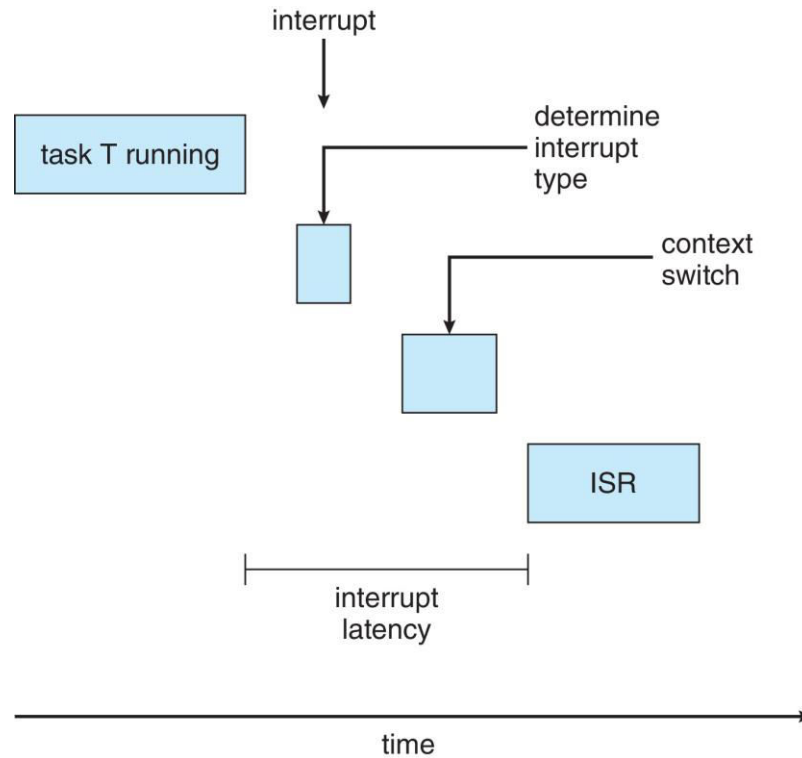 interrupt
task T running
determine
interrupt
type
context
switch
ISR
interrupt
latency
time